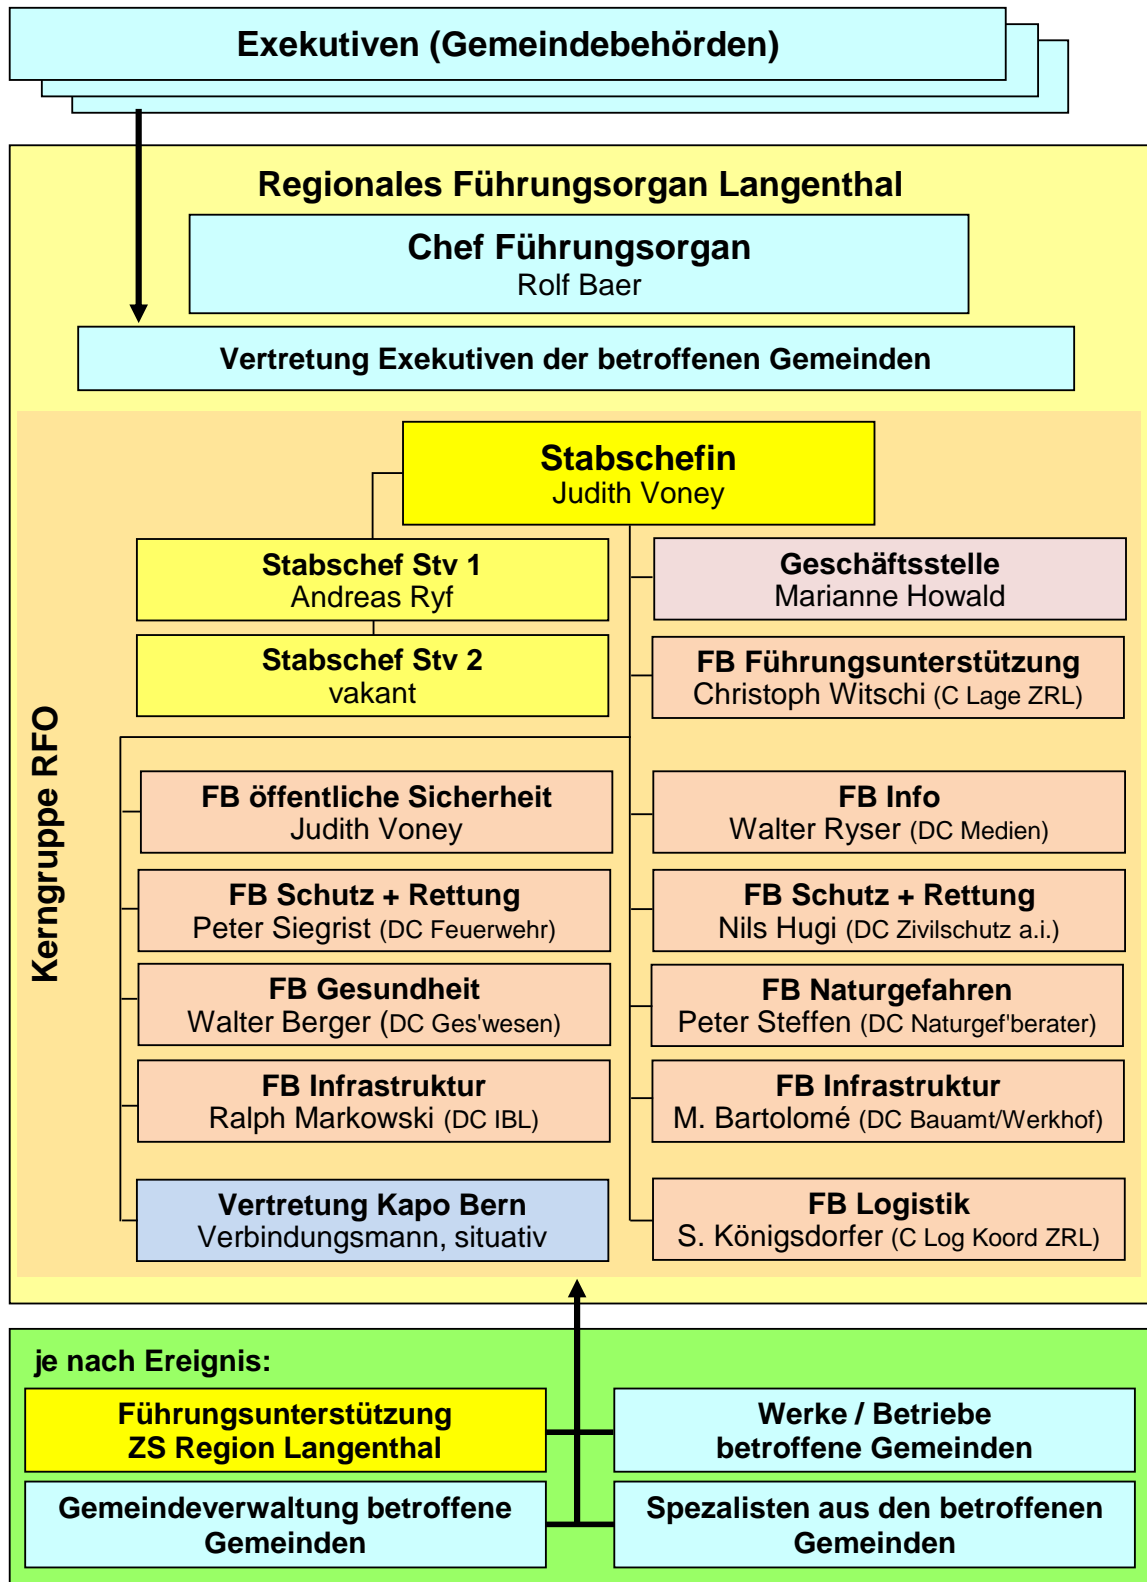 Exekutiven (Gemeindebehörden)
Regionales Führungsorgan Langenthal
Chef Führungsorgan
Rolf Baer
Vertretung Exekutiven der betroffenen Gemeinden
Kerngruppe RFO
Stabschefin
Judith Voney
Stabschef Stv 1
Andreas Ryf
Geschäftsstelle
Marianne Howald
Stabschef Stv 2
vakant
FB Führungsunterstützung
Christoph Witschi (C Lage ZRL)
FB öffentliche Sicherheit
Judith Voney
FB Info
Walter Ryser (DC Medien)
FB Schutz + Rettung
Peter Siegrist (DC Feuerwehr)
FB Schutz + Rettung
Nils Hugi (DC Zivilschutz a.i.)
FB Gesundheit
Walter Berger (DC Ges'wesen)
FB Naturgefahren
Peter Steffen (DC Naturgef'berater)
FB Infrastruktur
Ralph Markowski (DC IBL)
FB Infrastruktur
M. Bartolomé (DC Bauamt/Werkhof)
Vertretung Kapo Bern
Verbindungsmann, situativ
FB Logistik
S. Königsdorfer (C Log Koord ZRL)
je nach Ereignis:
Führungsunterstützung
ZS Region Langenthal
Werke / Betriebe
betroffene Gemeinden
Gemeindeverwaltung betroffene
Gemeinden
Spezalisten aus den betroffenen
Gemeinden